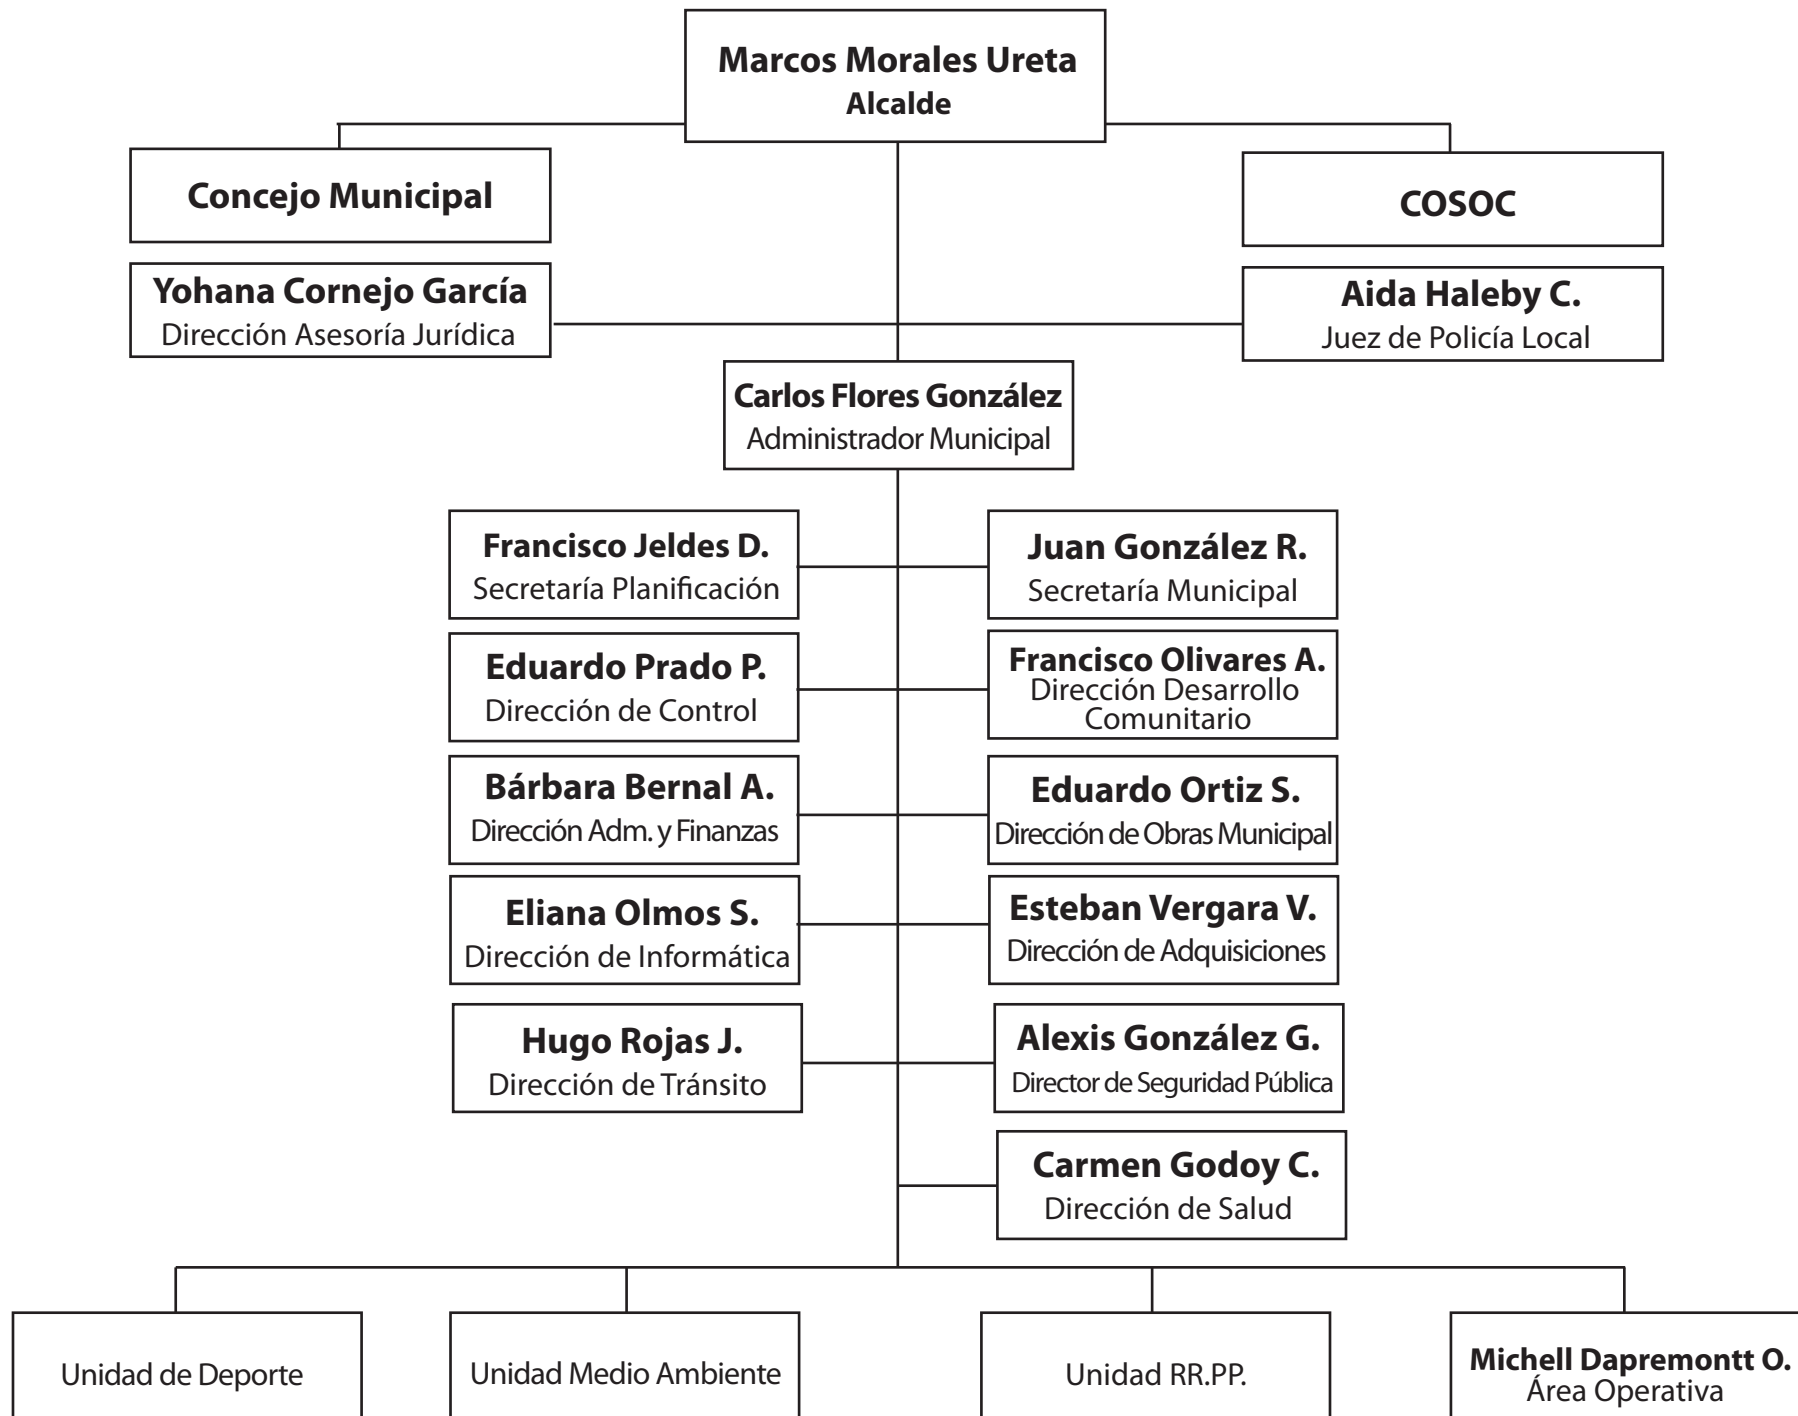 Marcos Morales Ureta
Alcalde
Concejo Municipal
COSOC
Yohana Cornejo García
Dirección Asesoría Jurídica
Aida Haleby C.
Juez de Policía Local
Carlos Flores González
Administrador Municipal
Francisco Jeldes D.
Secretaría Planificación
Juan González R.
Secretaría Municipal
Eduardo Prado P.
Dirección de Control
Francisco Olivares A.
Dirección Desarrollo
Comunitario
Bárbara Bernal A.
Dirección Adm. y Finanzas
Eduardo Ortiz S.
Dirección de Obras Municipal
Eliana Olmos S.
Dirección de Informática
Esteban Vergara V.
Dirección de Adquisiciones
Hugo Rojas J.
Dirección de Tránsito
Alexis González G.
Director de Seguridad Pública
Carmen Godoy C.
Dirección de Salud
Unidad de Deporte
Unidad Medio Ambiente
Unidad RR.PP.
Michell Dapremontt O.
Área Operativa